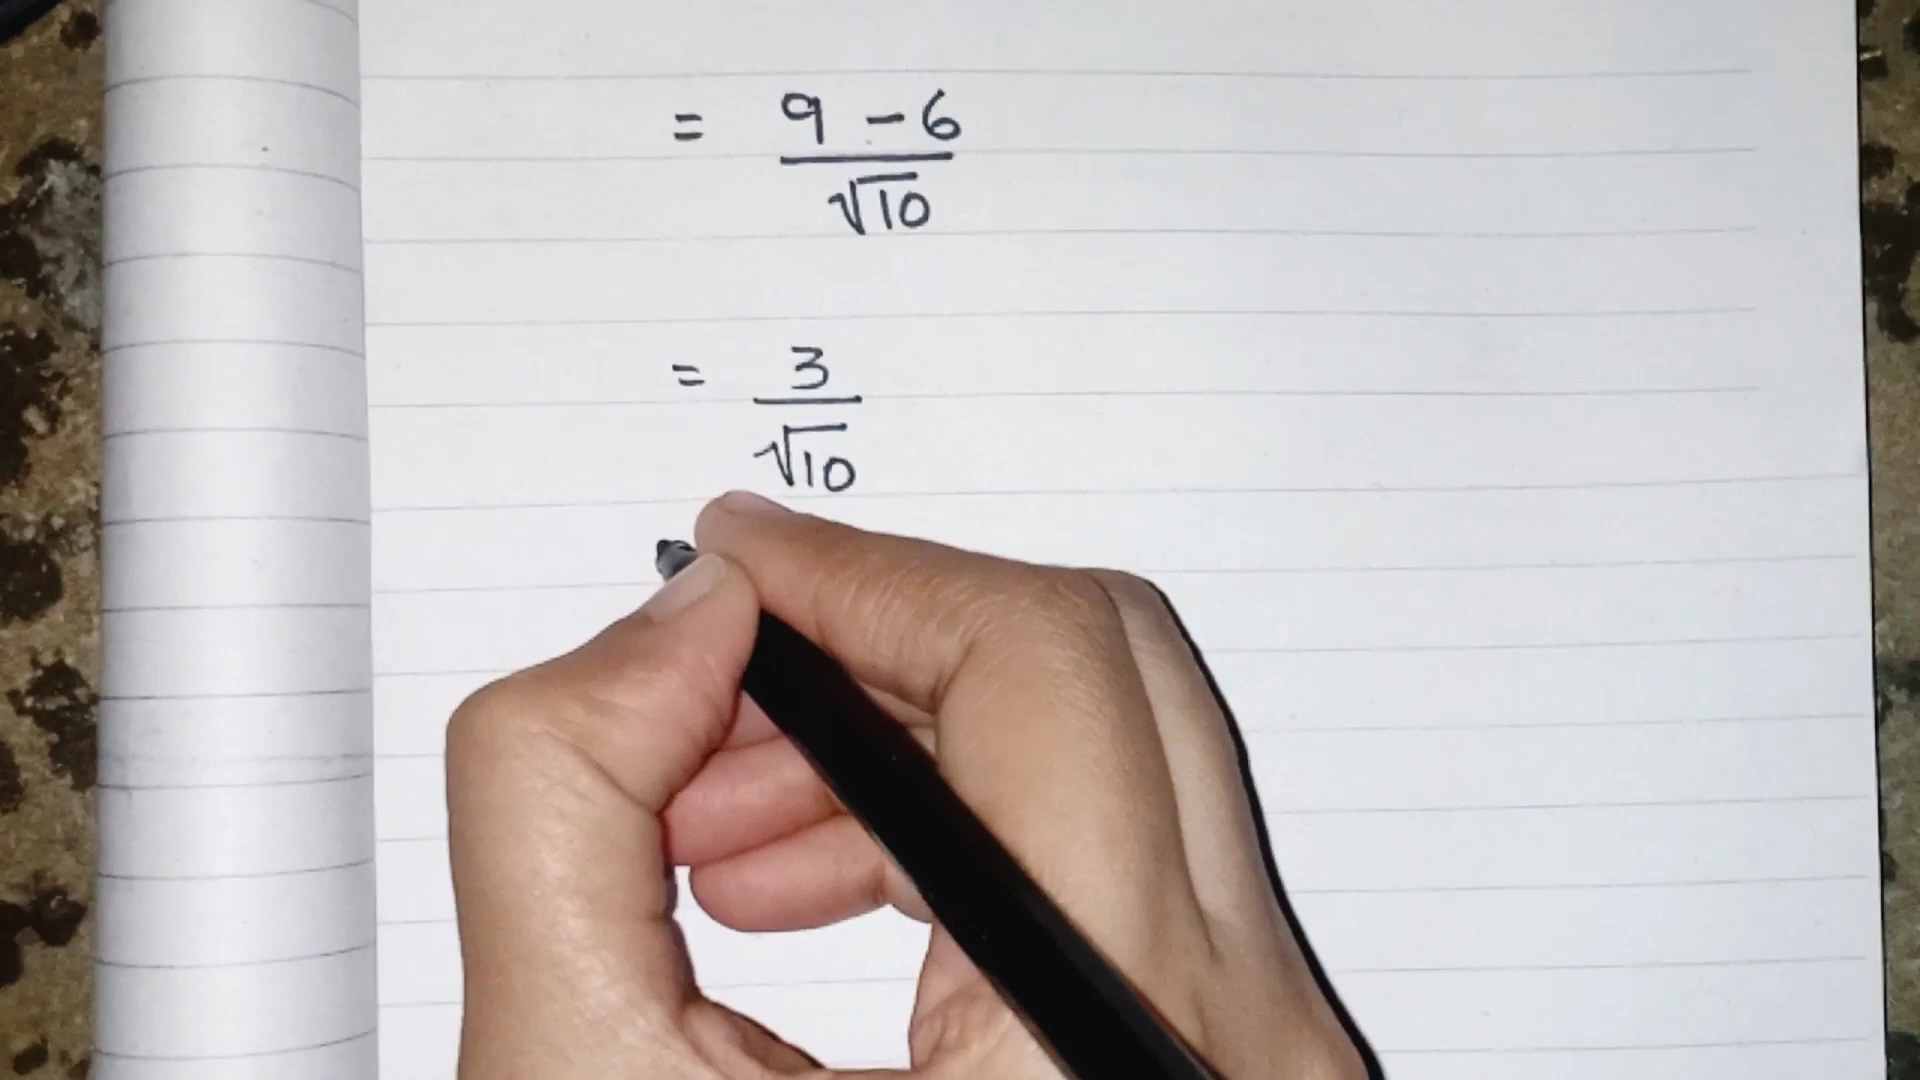 = 9 - 6
√10
= 3
√10